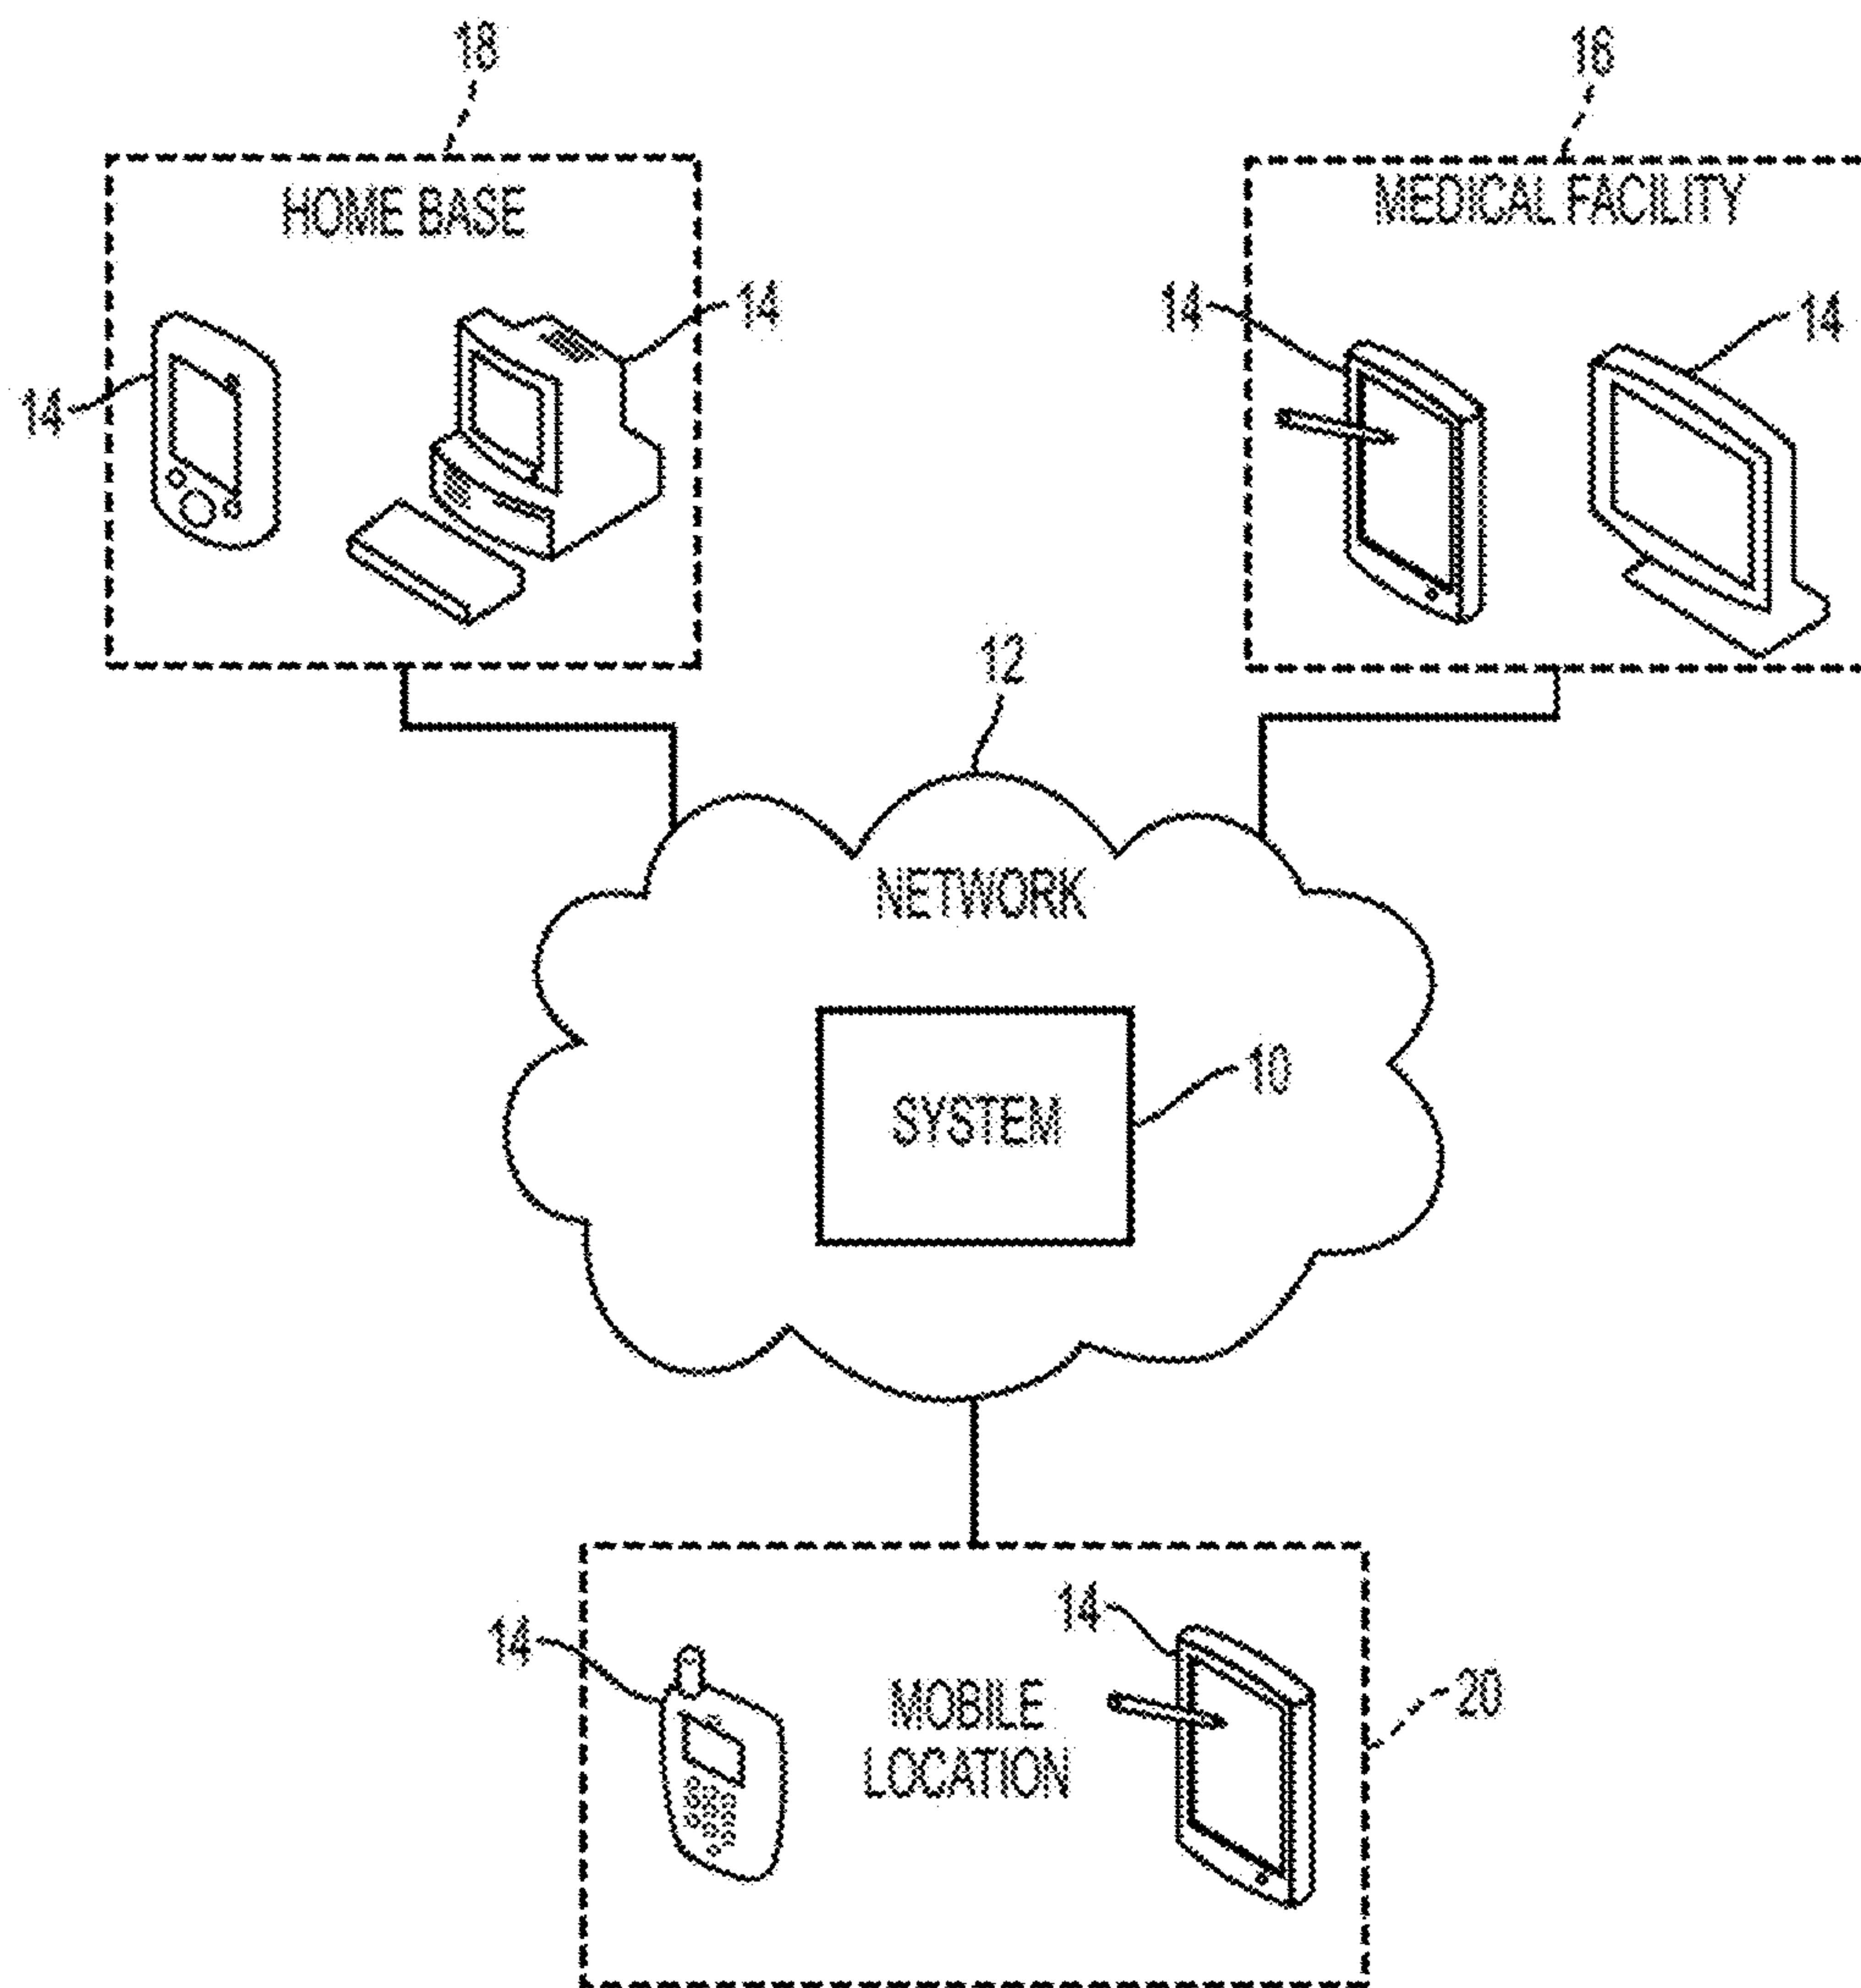 18
16
HOME BASE
MEDICAL FACILITY
14
14
14
14
12
NETWORK
SYSTEM
10
14
14
MOBILE
LOCATION
20